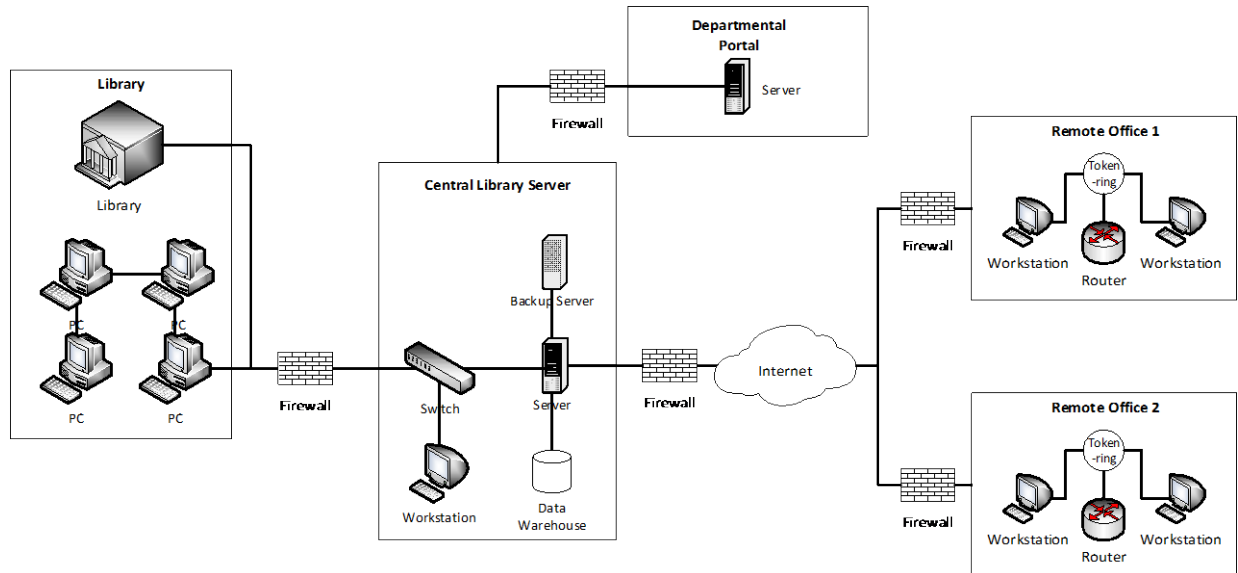 Departmental
Portal
Server
Firewall
Library
Library
PC
PC
PC
PC
Firewall
Central Library Server
Backup Server
Switch
Server
Workstation
Data
Warehouse
Firewall
Internet
Firewall
Remote Office 1
Token
-ring
Workstation
Router
Workstation
Firewall
Remote Office 2
Token
-ring
Workstation
Router
Workstation